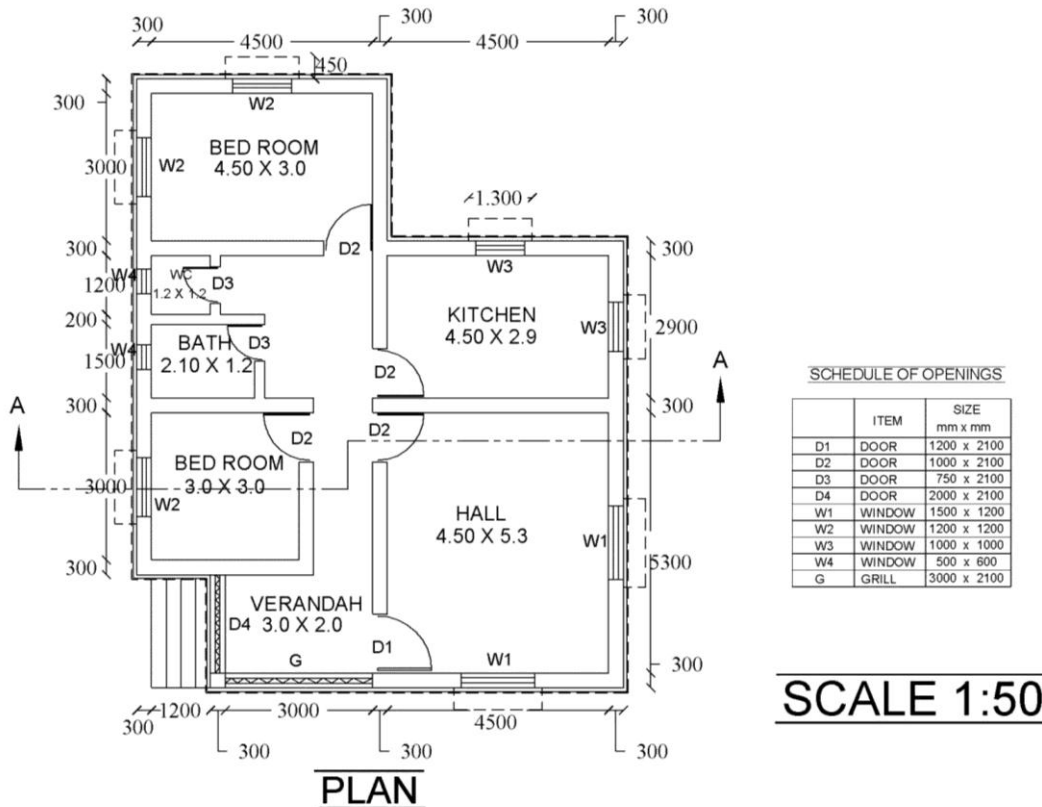 300
300
300
4500
4500
450
300
W2
BED ROOM
4.50 X 3.0
3000
W2
1.300
300
D2
300
W3
W4
WC
1200
1.2 X 1.2
D3
KITCHEN
4.50 X 2.9
W3
2900
200
W4
BATH
D3
2.10 X 1.2
1500
D2
A
A
300
300
D2
D2
BED ROOM
3.0 X 3.0
3000
W2
HALL
4.50 X 5.3
W1
5300
300
VERANDAH
3.0 X 2.0
D4
D1
G
W1
300
1200
3000
4500
300
300
300
300
PLAN
SCHEDULE OF OPENINGS
ITEM SIZE
mm x mm
D1 DOOR 1200 x 2100
D2 DOOR 1000 x 2100
D3 DOOR 750 x 2100
D4 DOOR 2000 x 2100
W1 WINDOW 1500 x 1200
W2 WINDOW 1200 x 1200
W3 WINDOW 1000 x 1000
W4 WINDOW 500 x 600
G GRILL 3000 x 2100
SCALE 1:50